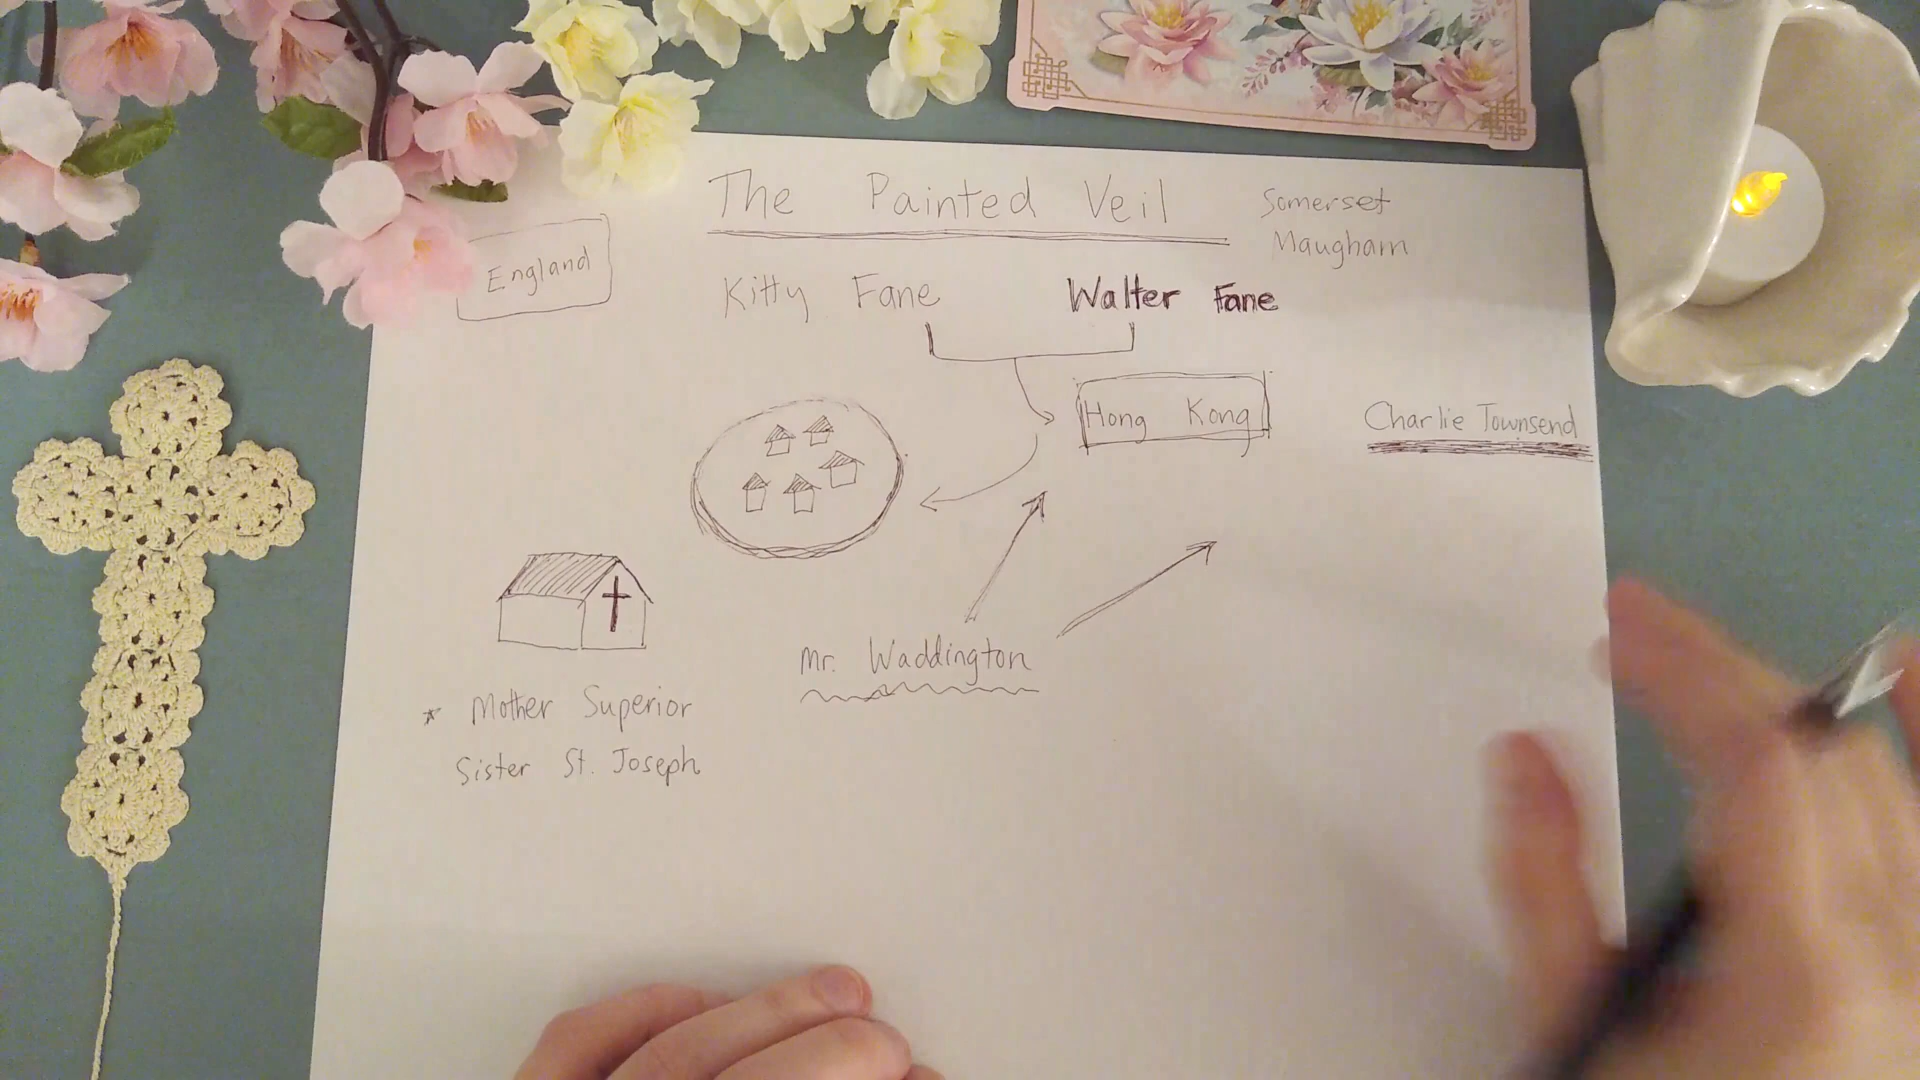 The Painted Veil
Somerset
Maugham
England
Kitty Fane
Walter Fane
Hong Kong
Charlie Townsend
Mr. Waddington
* Mother Superior
Sister St. Joseph